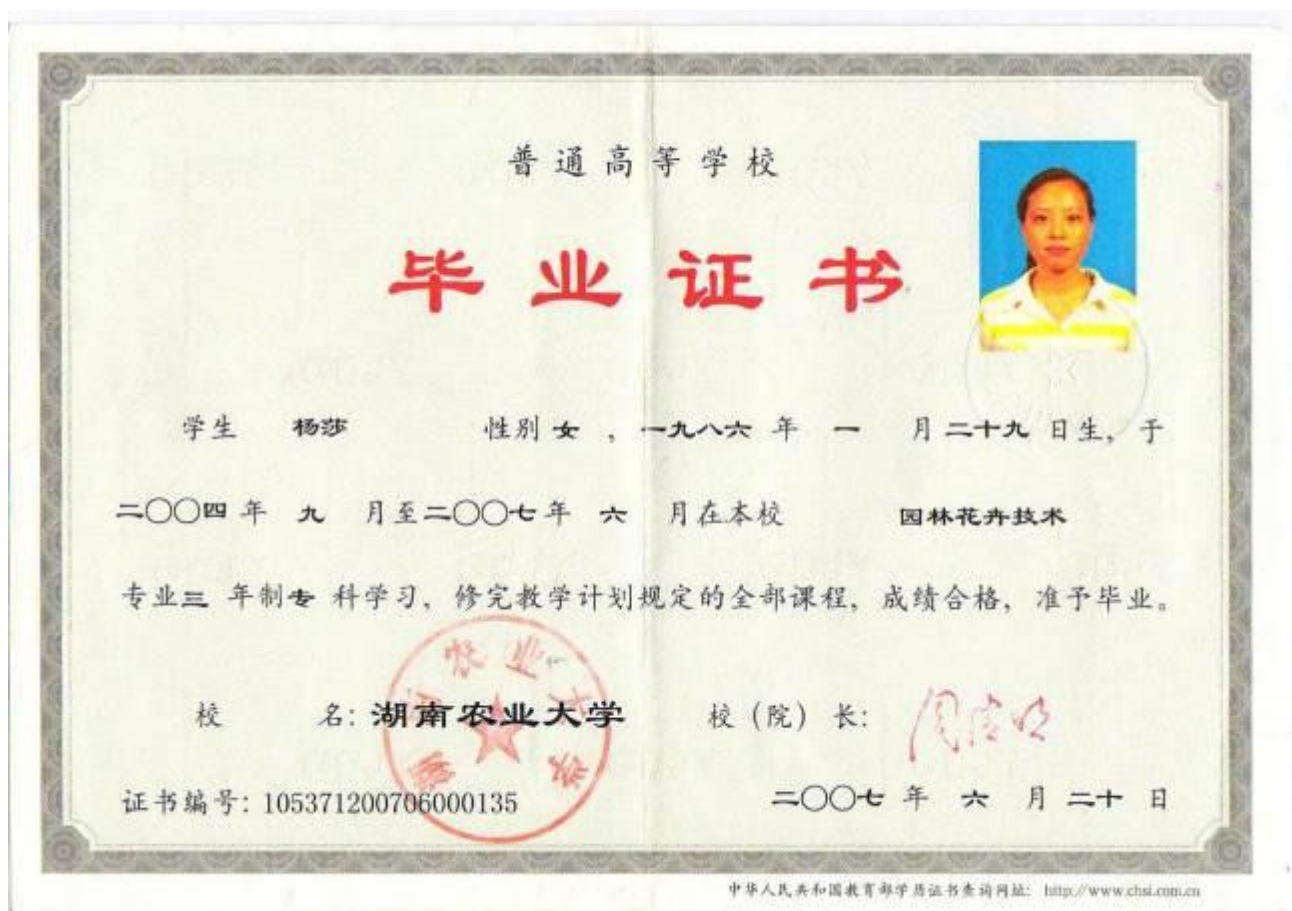 普通高等学校
毕业证书
学生 杨莎 性别 女 ，一九八六 年 一 月 二十九 日生，于
二〇〇四 年 九 月至二〇〇七 年 六 月在本校 园林花卉技术
专业 三 年制 专 科学习，修完教学计划规定的全部课程，成绩合格，准予毕业。
校 名：湖南农业大学 校（院）长：
湖南农业大学
证书编号：105371200706000135 二〇〇七 年 六 月 二十 日
中华人民共和国教育部学历证书查询网址： http://www.chsi.com.cn